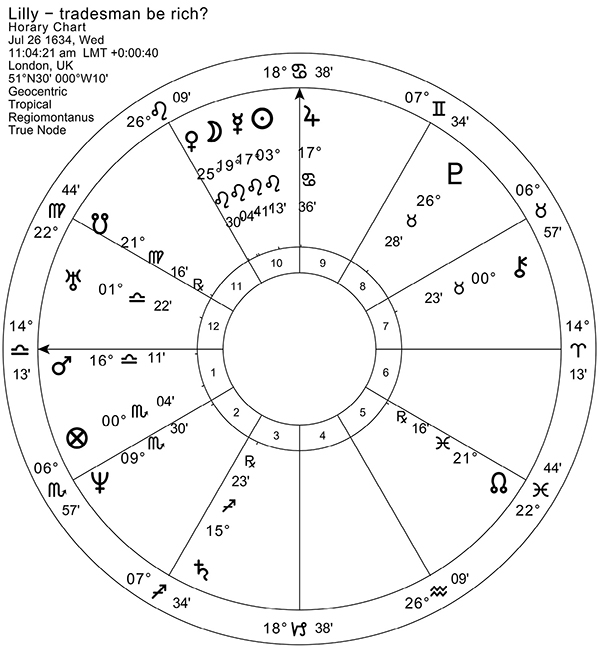 Lilly – tradesman be rich?
Horary Chart
Jul 26 1634, Wed
11:04:21 am LMT +0:00:40
London, UK
51°N30' 000°W10'
Geocentric
Tropical
Regiomontanus
True Node
18° ♋ 38'
07° ♊ 34'
06° ♉ 57'
14° ♈ 13'
44' ♓ 22°
09' ♒ 26°
18° ♑ 38'
07° ♐ 34'
06° ♏ 57'
14° ♎ 13'
44' ♍ 22°
26° ♌ 09'
♀ 25° ♌ 30'
☽ 19° ♌ 04'
☿ 17° ♌ 41'
☉ 03° ♌ 13'
♃ 17° ♋ 36'
♇ 26° ♉ 28'
⚷ 00° ♉ 23'
☊ 21° ♓ 16' ℞
♄ 15° ♐ 23' ℞
♆ 09° ♏ 30'
⊗ 00° ♏ 04'
♂ 16° ♎ 11'
♅ 01° ♎ 22'
☋ 21° ♍ 16' ℞
10
9
8
7
6
5
4
3
2
1
12
11